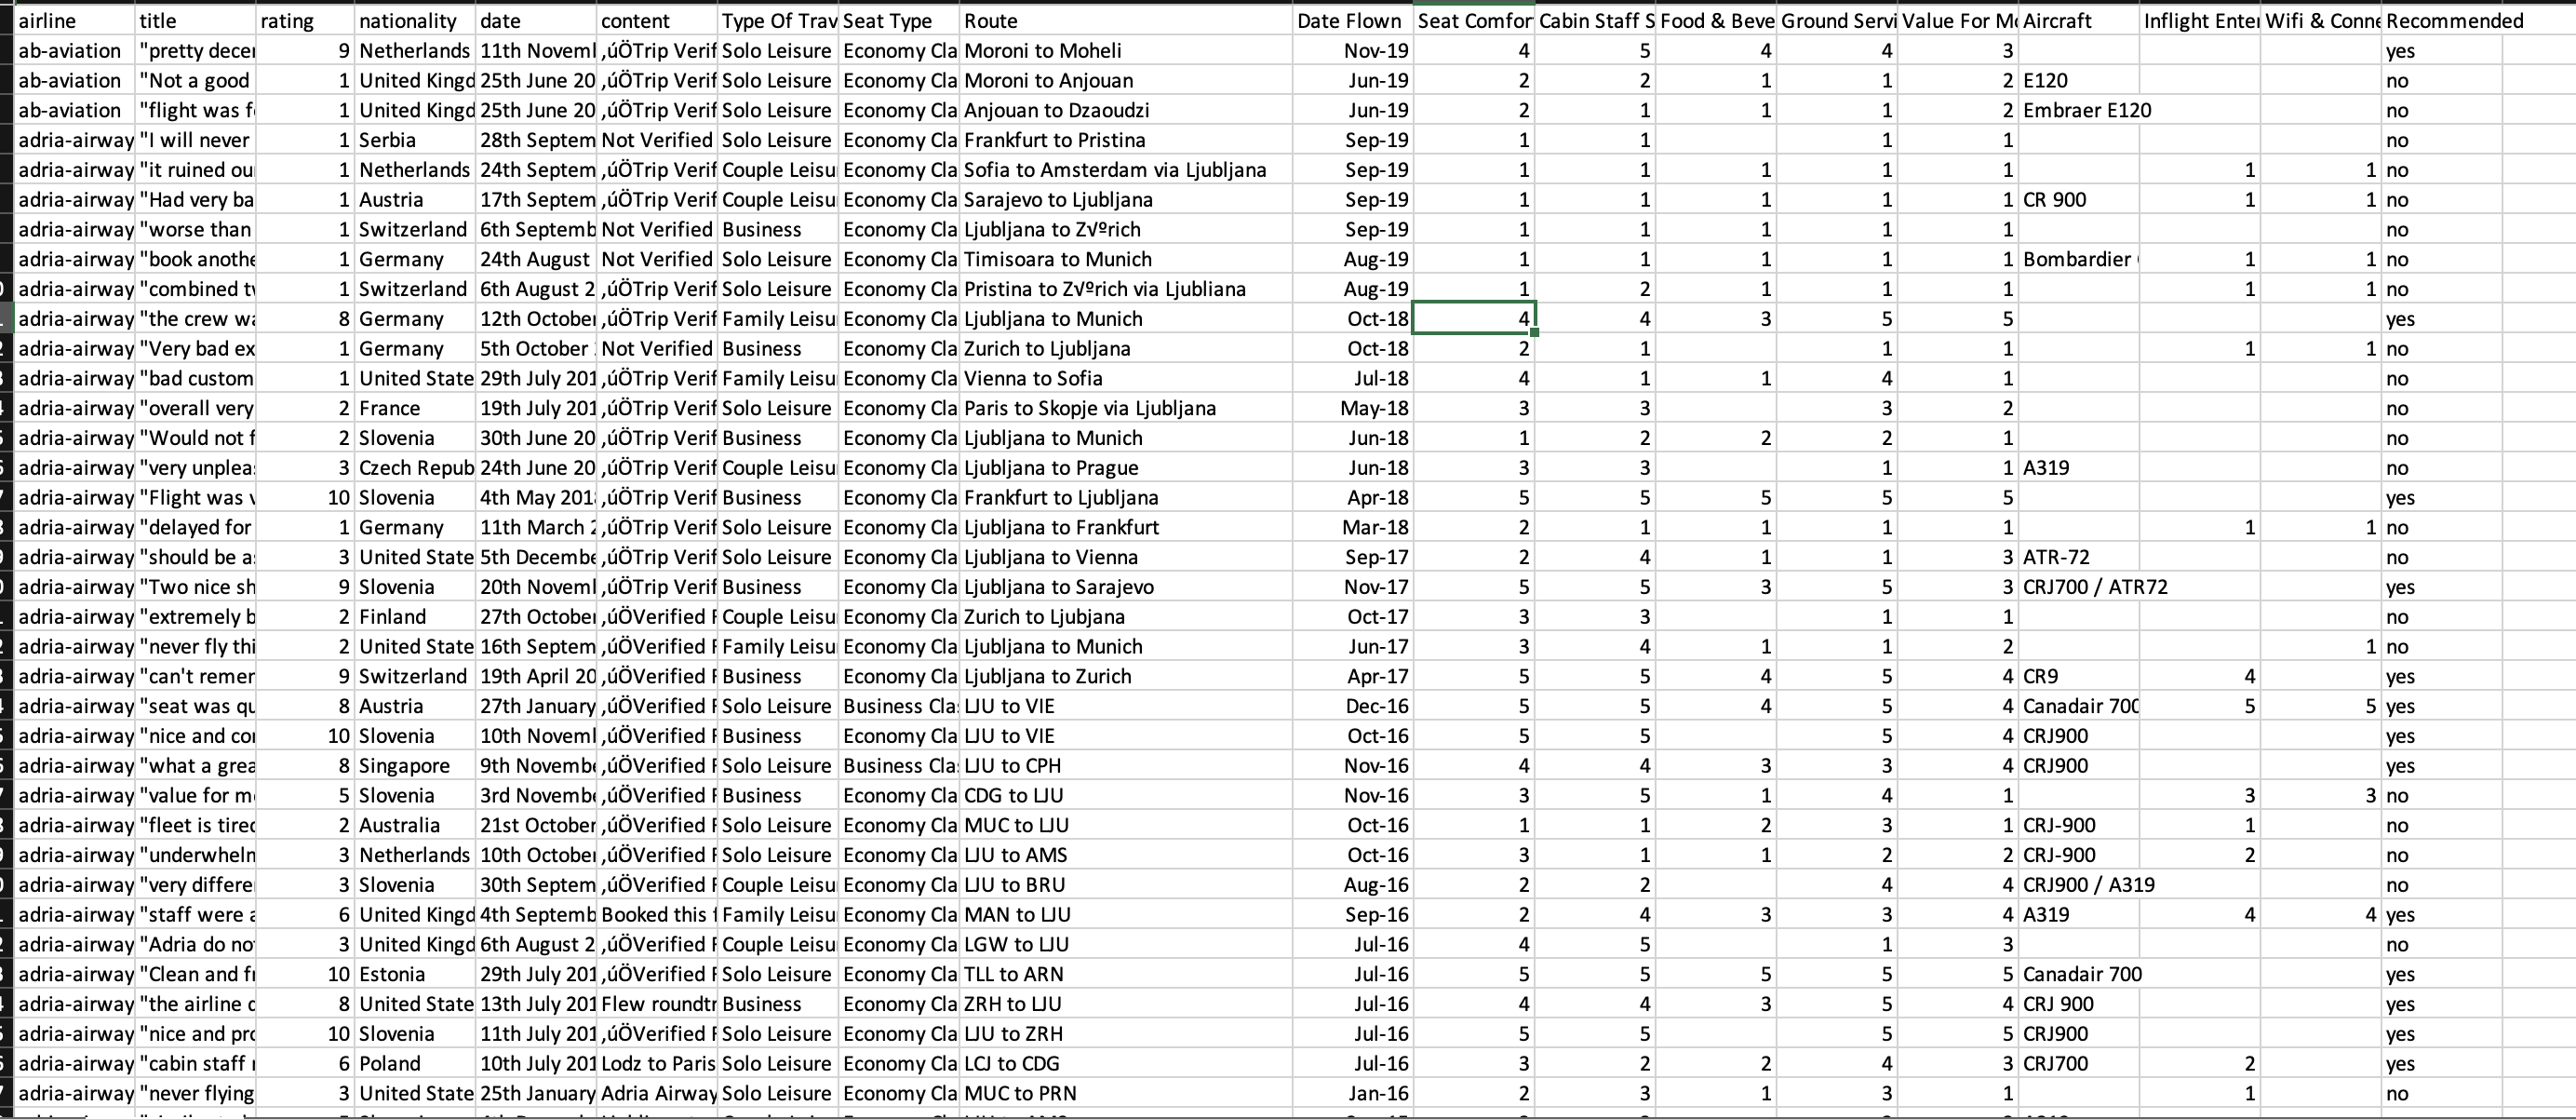 airline title rating nationality date content Type Of Trav Seat Type Route Date Flown Seat Comfor Cabin Staff S Food & Beve Ground Servi Value For Mo Aircraft Inflight Enter Wifi & Conne Recommended
ab-aviation "pretty decer 9 Netherlands 11th Noveml ‚úÖTrip Verif Solo Leisure Economy Cla Moroni to Moheli Nov-19 4 5 4 4 3 yes
ab-aviation "Not a good 1 United Kingd 25th June 20 ‚úÖTrip Verif Solo Leisure Economy Cla Moroni to Anjouan Jun-19 2 2 1 1 2 E120 no
ab-aviation "flight was f 1 United Kingd 25th June 20 ‚úÖTrip Verif Solo Leisure Economy Cla Anjouan to Dzaoudzi Jun-19 2 1 1 1 2 Embraer E120 no
adria-airway "I will never 1 Serbia 28th Septem Not Verified Solo Leisure Economy Cla Frankfurt to Pristina Sep-19 1 1 1 1 no
adria-airway "it ruined ou 1 Netherlands 24th Septem ‚úÖTrip Verif Couple Leisu Economy Cla Sofia to Amsterdam via Ljubljana Sep-19 1 1 1 1 1 1 1 no
adria-airway "Had very ba 1 Austria 17th Septem ‚úÖTrip Verif Couple Leisu Economy Cla Sarajevo to Ljubljana Sep-19 1 1 1 1 1 CR 900 1 1 no
adria-airway "worse than 1 Switzerland 6th Septemb Not Verified Business Economy Cla Ljubljana to Z√ºrich Sep-19 1 1 1 1 1 no
adria-airway "book anothe 1 Germany 24th August Not Verified Solo Leisure Economy Cla Timisoara to Munich Aug-19 1 1 1 1 1 Bombardier 1 1 no
adria-airway "combined tv 1 Switzerland 6th August 2 ‚úÖTrip Verif Solo Leisure Economy Cla Pristina to Z√ºrich via Ljubliana Aug-19 1 2 1 1 1 1 1 no
adria-airway "the crew wa 8 Germany 12th October ‚úÖTrip Verif Family Leisu Economy Cla Ljubljana to Munich Oct-18 4 4 3 5 5 yes
adria-airway "Very bad ex 1 Germany 5th October Not Verified Business Economy Cla Zurich to Ljubljana Oct-18 2 1 1 1 1 1 no
adria-airway "bad custom 1 United State 29th July 201 ‚úÖTrip Verif Family Leisu Economy Cla Vienna to Sofia Jul-18 4 1 1 4 1 no
adria-airway "overall very 2 France 19th July 201 ‚úÖTrip Verif Solo Leisure Economy Cla Paris to Skopje via Ljubljana May-18 3 3 3 2 no
adria-airway "Would not f 2 Slovenia 30th June 20 ‚úÖTrip Verif Business Economy Cla Ljubljana to Munich Jun-18 1 2 2 2 1 no
adria-airway "very unplea 3 Czech Repub 24th June 20 ‚úÖTrip Verif Couple Leisu Economy Cla Ljubljana to Prague Jun-18 3 3 1 1 A319 no
adria-airway "Flight was v 10 Slovenia 4th May 201 ‚úÖTrip Verif Business Economy Cla Frankfurt to Ljubljana Apr-18 5 5 5 5 5 yes
adria-airway "delayed for 1 Germany 11th March 2 ‚úÖTrip Verif Solo Leisure Economy Cla Ljubljana to Frankfurt Mar-18 2 1 1 1 1 1 1 no
adria-airway "should be a 3 United State 5th Decembe ‚úÖTrip Verif Solo Leisure Economy Cla Ljubljana to Vienna Sep-17 2 4 1 1 3 ATR-72 no
adria-airway "Two nice sh 9 Slovenia 20th Noveml ‚úÖTrip Verif Business Economy Cla Ljubljana to Sarajevo Nov-17 5 5 3 5 3 CRJ700 / ATR72 yes
adria-airway "extremely b 2 Finland 27th October ‚úÖVerified F Couple Leisu Economy Cla Zurich to Ljubjana Oct-17 3 3 1 1 no
adria-airway "never fly thi 2 United State 16th Septem ‚úÖVerified F Family Leisu Economy Cla Ljubljana to Munich Jun-17 3 4 1 1 2 1 no
adria-airway "can't remer 9 Switzerland 19th April 20 ‚úÖVerified F Business Economy Cla Ljubljana to Zurich Apr-17 5 5 4 5 4 CR9 4 yes
adria-airway "seat was qu 8 Austria 27th January ‚úÖVerified F Solo Leisure Business Cla LJU to VIE Dec-16 5 5 4 5 4 Canadair 700 5 5 yes
adria-airway "nice and co 10 Slovenia 10th Noveml ‚úÖVerified F Business Economy Cla LJU to VIE Oct-16 5 5 5 4 CRJ900 yes
adria-airway "what a grea 8 Singapore 9th Novembe ‚úÖVerified F Solo Leisure Business Cla LJU to CPH Nov-16 4 4 3 3 4 CRJ900 yes
adria-airway "value for m 5 Slovenia 3rd Novembe ‚úÖVerified F Business Economy Cla CDG to LJU Nov-16 3 5 1 4 1 3 3 no
adria-airway "fleet is tired 2 Australia 21st October ‚úÖVerified F Solo Leisure Economy Cla MUC to LJU Oct-16 1 1 2 3 1 CRJ-900 1 no
adria-airway "underwheln 3 Netherlands 10th October ‚úÖVerified F Solo Leisure Economy Cla LJU to AMS Oct-16 3 1 1 2 2 CRJ-900 2 no
adria-airway "very differe 3 Slovenia 30th Septem ‚úÖVerified F Couple Leisu Economy Cla LJU to BRU Aug-16 2 2 4 4 CRJ900 / A319 no
adria-airway "staff were a 6 United Kingd 4th Septemb Booked this f Family Leisu Economy Cla MAN to LJU Sep-16 2 4 3 3 4 A319 4 4 yes
adria-airway "Adria do no 3 United Kingd 6th August 2 ‚úÖVerified F Couple Leisu Economy Cla LGW to LJU Jul-16 4 5 1 3 no
adria-airway "Clean and f 10 Estonia 29th July 201 ‚úÖVerified F Solo Leisure Economy Cla TLL to ARN Jul-16 5 5 5 5 5 Canadair 700 yes
adria-airway "the airline c 8 United State 13th July 201 Flew roundtr Business Economy Cla ZRH to LJU Jul-16 4 4 3 5 4 CRJ 900 yes
adria-airway "nice and pro 10 Slovenia 11th July 201 ‚úÖVerified F Solo Leisure Economy Cla LJU to ZRH Jul-16 5 5 5 5 CRJ900 yes
adria-airway "cabin staff 6 Poland 10th July 201 Lodz to Paris Solo Leisure Economy Cla LCJ to CDG Jul-16 3 2 2 4 3 CRJ700 2 yes
adria-airway "never flying 3 United State 25th January Adria Airway Solo Leisure Economy Cla MUC to PRN Jan-16 2 3 1 3 1 1 no